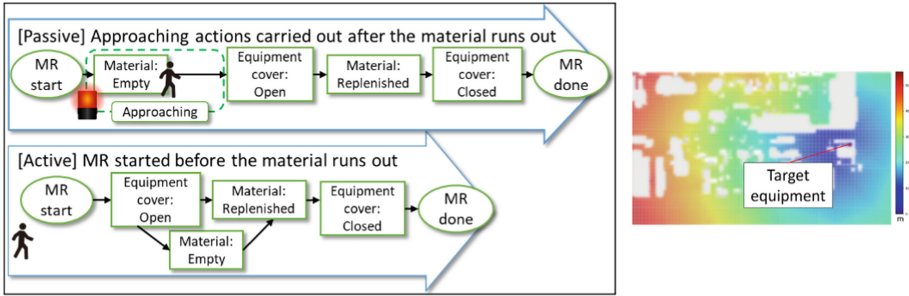 [Passive] Approaching actions carried out after the material runs out
MR
start
Material:
Empty
Approaching
Equipment
cover:
Open
Material:
Replenished
Equipment
cover:
Closed
MR
done
[Active] MR started before the material runs out
MR
start
Equipment
cover:
Open
Material:
Empty
Material:
Replenished
Equipment
cover:
Closed
MR
done
Target
equipment
m